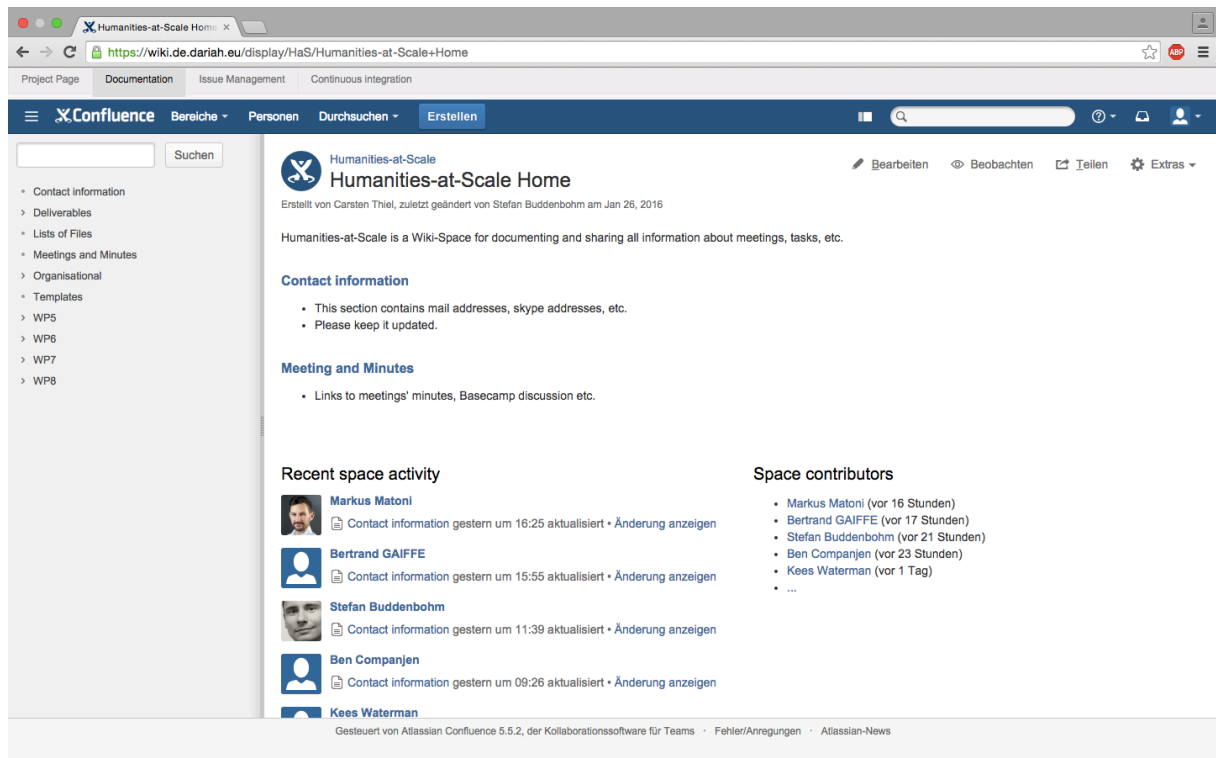 Humanities-at-Scale Home ×
https://wiki.de.dariah.eu/display/HaS/Humanities-at-Scale+Home
ABP
Project Page Documentation Issue Management Continuous integration
Confluence Bereiche Personen Durchsuchen Erstellen
Suchen
Contact information
Deliverables
Lists of Files
Meetings and Minutes
Organisational
Templates
WP5
WP6
WP7
WP8
Humanities-at-Scale
Humanities-at-Scale Home
Bearbeiten Beobachten Teilen Extras
Erstellt von Carsten Thiel, zuletzt geändert von Stefan Buddenbohm am Jan 26, 2016
Humanities-at-Scale is a Wiki-Space for documenting and sharing all information about meetings, tasks, etc.
Contact information
• This section contains mail addresses, skype addresses, etc.
• Please keep it updated.
Meeting and Minutes
• Links to meetings' minutes, Basecamp discussion etc.
Recent space activity
Markus Matoni
Contact information gestern um 16:25 aktualisiert • Änderung anzeigen
Bertrand GAIFFE
Contact information gestern um 15:55 aktualisiert • Änderung anzeigen
Stefan Buddenbohm
Contact information gestern um 11:39 aktualisiert • Änderung anzeigen
Ben Companjen
Contact information gestern um 09:26 aktualisiert • Änderung anzeigen
Kees Waterman
Space contributors
• Markus Matoni (vor 16 Stunden)
• Bertrand GAIFFE (vor 17 Stunden)
• Stefan Buddenbohm (vor 21 Stunden)
• Ben Companjen (vor 23 Stunden)
• Kees Waterman (vor 1 Tag)
• ...
Gesteuert von Atlassian Confluence 5.5.2, der Kollaborationssoftware für Teams · Fehler/Anregungen · Atlassian-News